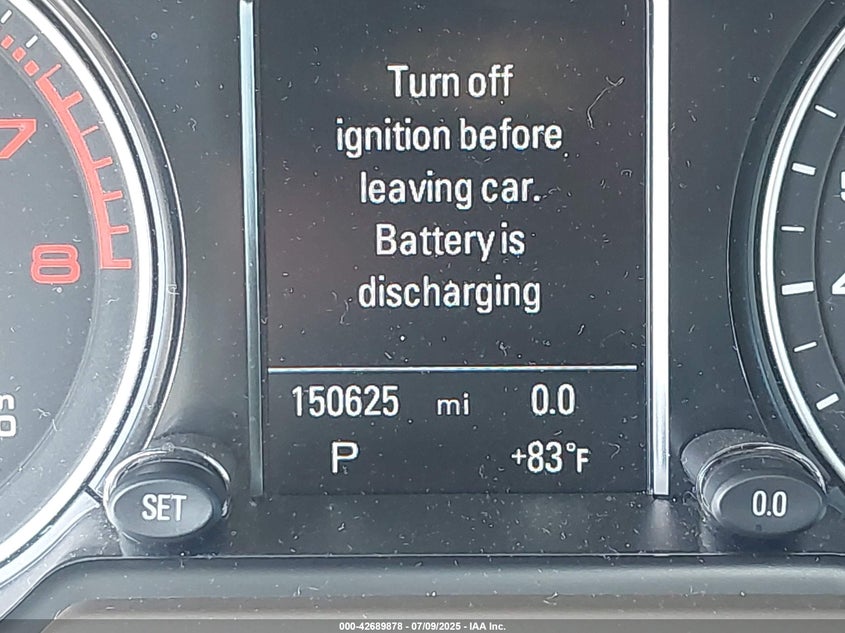 Turn off
ignition before
leaving car.
Battery is
discharging
7
8
150625 mi 0.0
P +83°F
SET
0.0
000-42689878 - 07/09/2025 - IAA Inc.